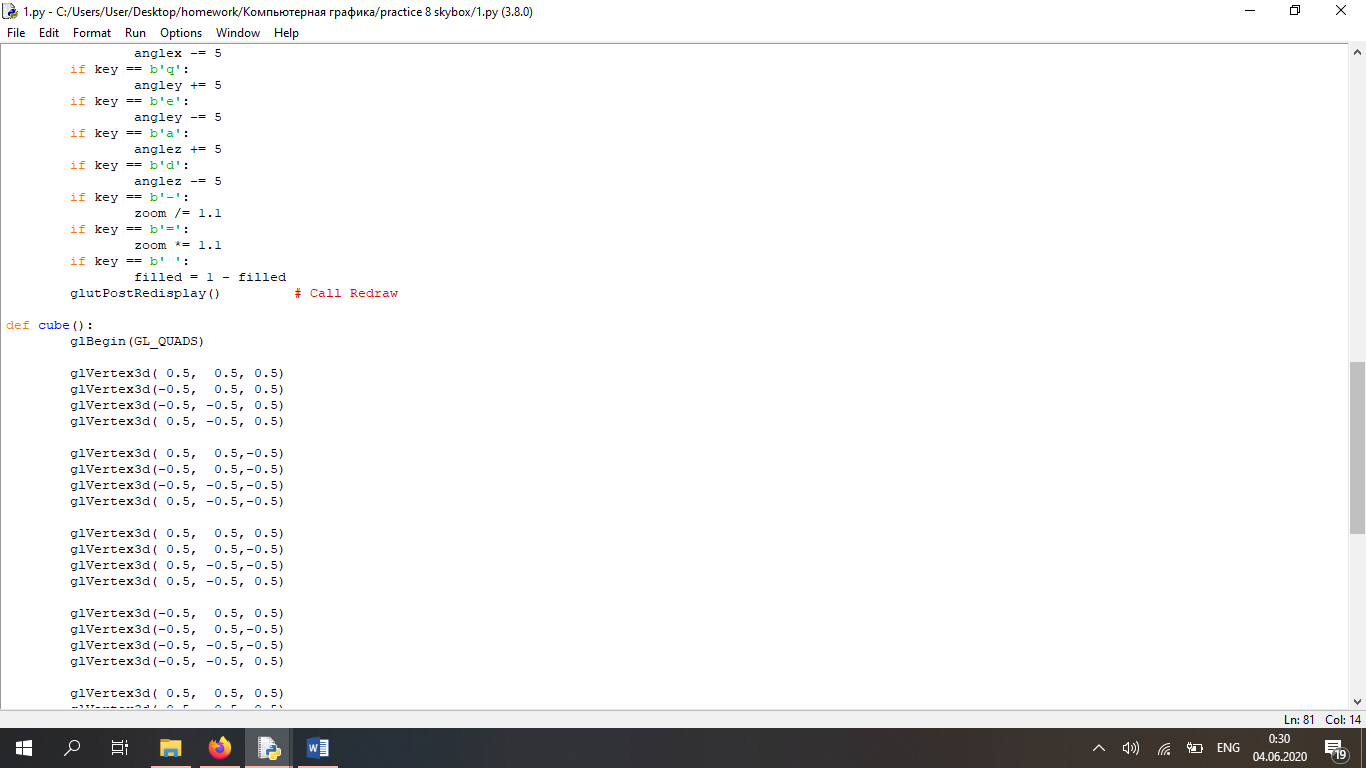 1.py - C:/Users/User/Desktop/homework/Компьютерная графика/practice 8 skybox/1.py (3.8.0)
File Edit Format Run Options Window Help
anglex -= 5
if key == b'q':
angley += 5
if key == b'e':
angley -= 5
if key == b'a':
anglez += 5
if key == b'd':
anglez -= 5
if key == b'-':
zoom /= 1.1
if key == b'=':
zoom *= 1.1
if key == b' ':
filled = 1 - filled
glutPostRedisplay() # Call Redraw
def cube():
glBegin(GL_QUADS)
glVertex3d( 0.5,  0.5, 0.5)
glVertex3d(-0.5,  0.5, 0.5)
glVertex3d(-0.5, -0.5, 0.5)
glVertex3d( 0.5, -0.5, 0.5)
glVertex3d( 0.5,  0.5,-0.5)
glVertex3d(-0.5,  0.5,-0.5)
glVertex3d(-0.5, -0.5,-0.5)
glVertex3d( 0.5, -0.5,-0.5)
glVertex3d( 0.5,  0.5, 0.5)
glVertex3d( 0.5,  0.5,-0.5)
glVertex3d( 0.5, -0.5,-0.5)
glVertex3d( 0.5, -0.5, 0.5)
glVertex3d(-0.5,  0.5, 0.5)
glVertex3d(-0.5,  0.5,-0.5)
glVertex3d(-0.5, -0.5,-0.5)
glVertex3d(-0.5, -0.5, 0.5)
glVertex3d( 0.5,  0.5, 0.5)
Ln: 81 Col: 14
ENG
0:30
04.06.2020
19